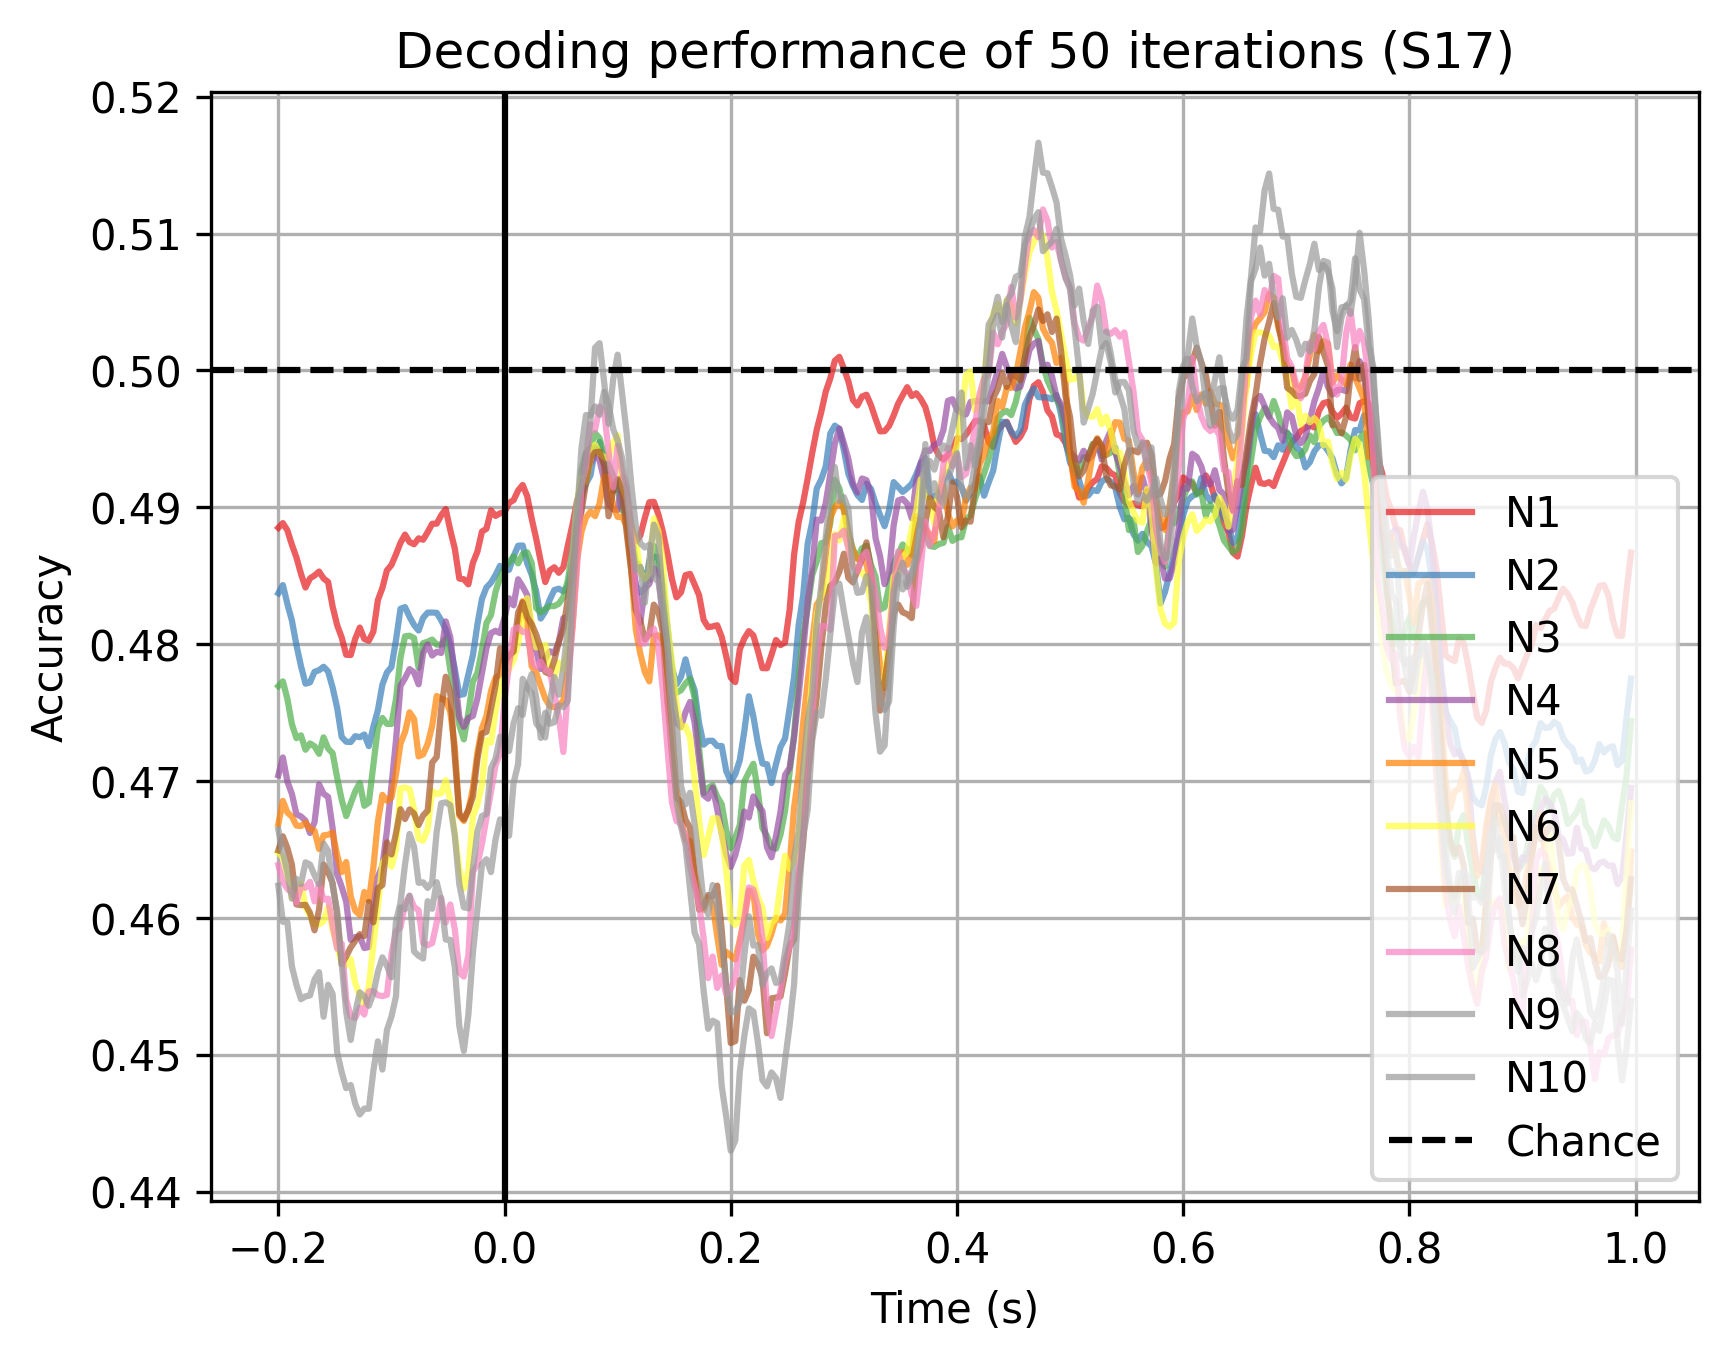 Decoding performance of 50 iterations (S17)
0.52
0.51
0.50
0.49
0.48
0.47
0.46
0.45
0.44
Accuracy
−0.2 0.0 0.2 0.4 0.6 0.8 1.0
Time (s)
N1
N2
N3
N4
N5
N6
N7
N8
N9
N10
Chance